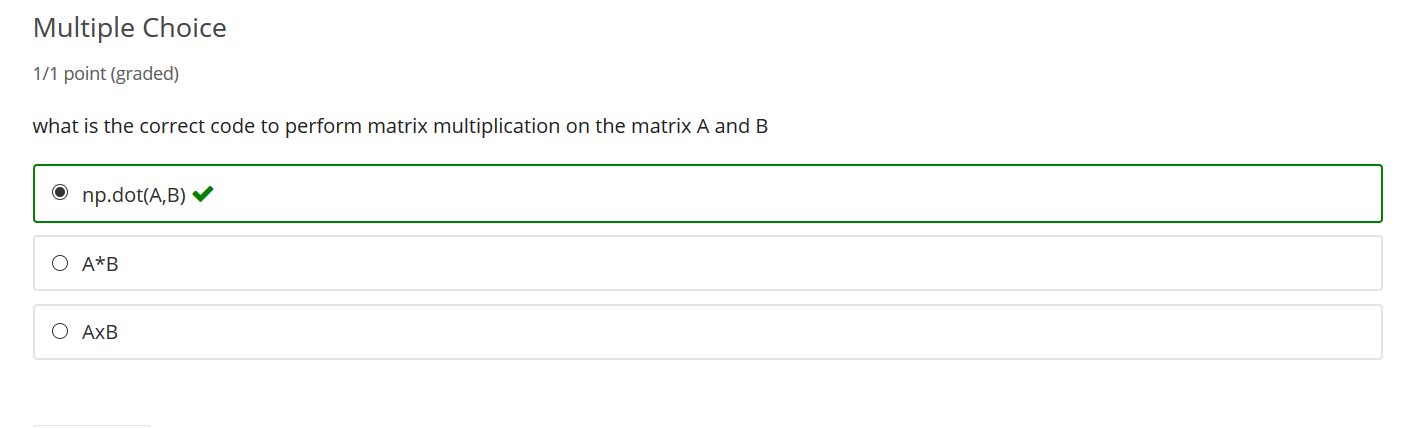 Multiple Choice
1/1 point (graded)
what is the correct code to perform matrix multiplication on the matrix A and B
np.dot(A,B)
A*B
AxB